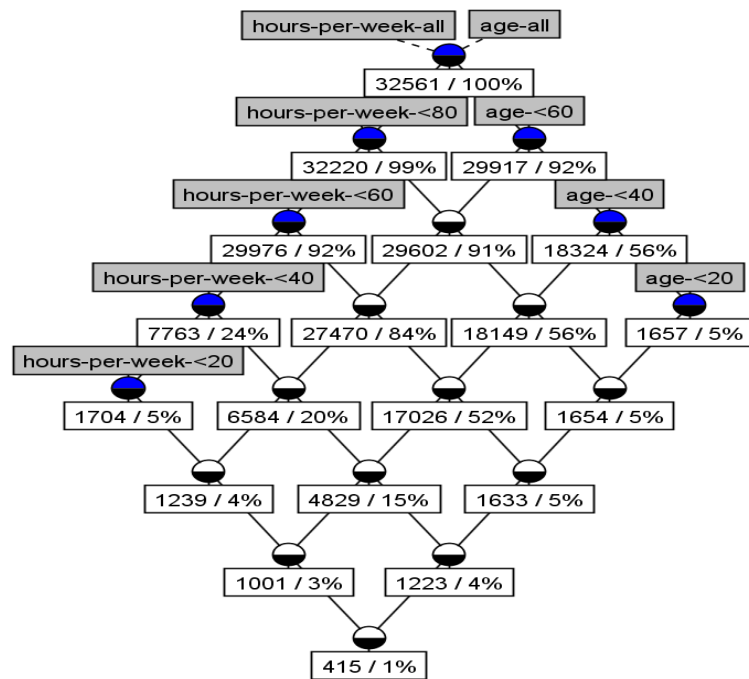 hours-per-week-all
age-all
32561 / 100%
hours-per-week-<80
age-<60
32220 / 99%
29917 / 92%
hours-per-week-<60
age-<40
29976 / 92%
29602 / 91%
18324 / 56%
hours-per-week-<40
age-<20
7763 / 24%
27470 / 84%
18149 / 56%
1657 / 5%
hours-per-week-<20
1704 / 5%
6584 / 20%
17026 / 52%
1654 / 5%
1239 / 4%
4829 / 15%
1633 / 5%
1001 / 3%
1223 / 4%
415 / 1%